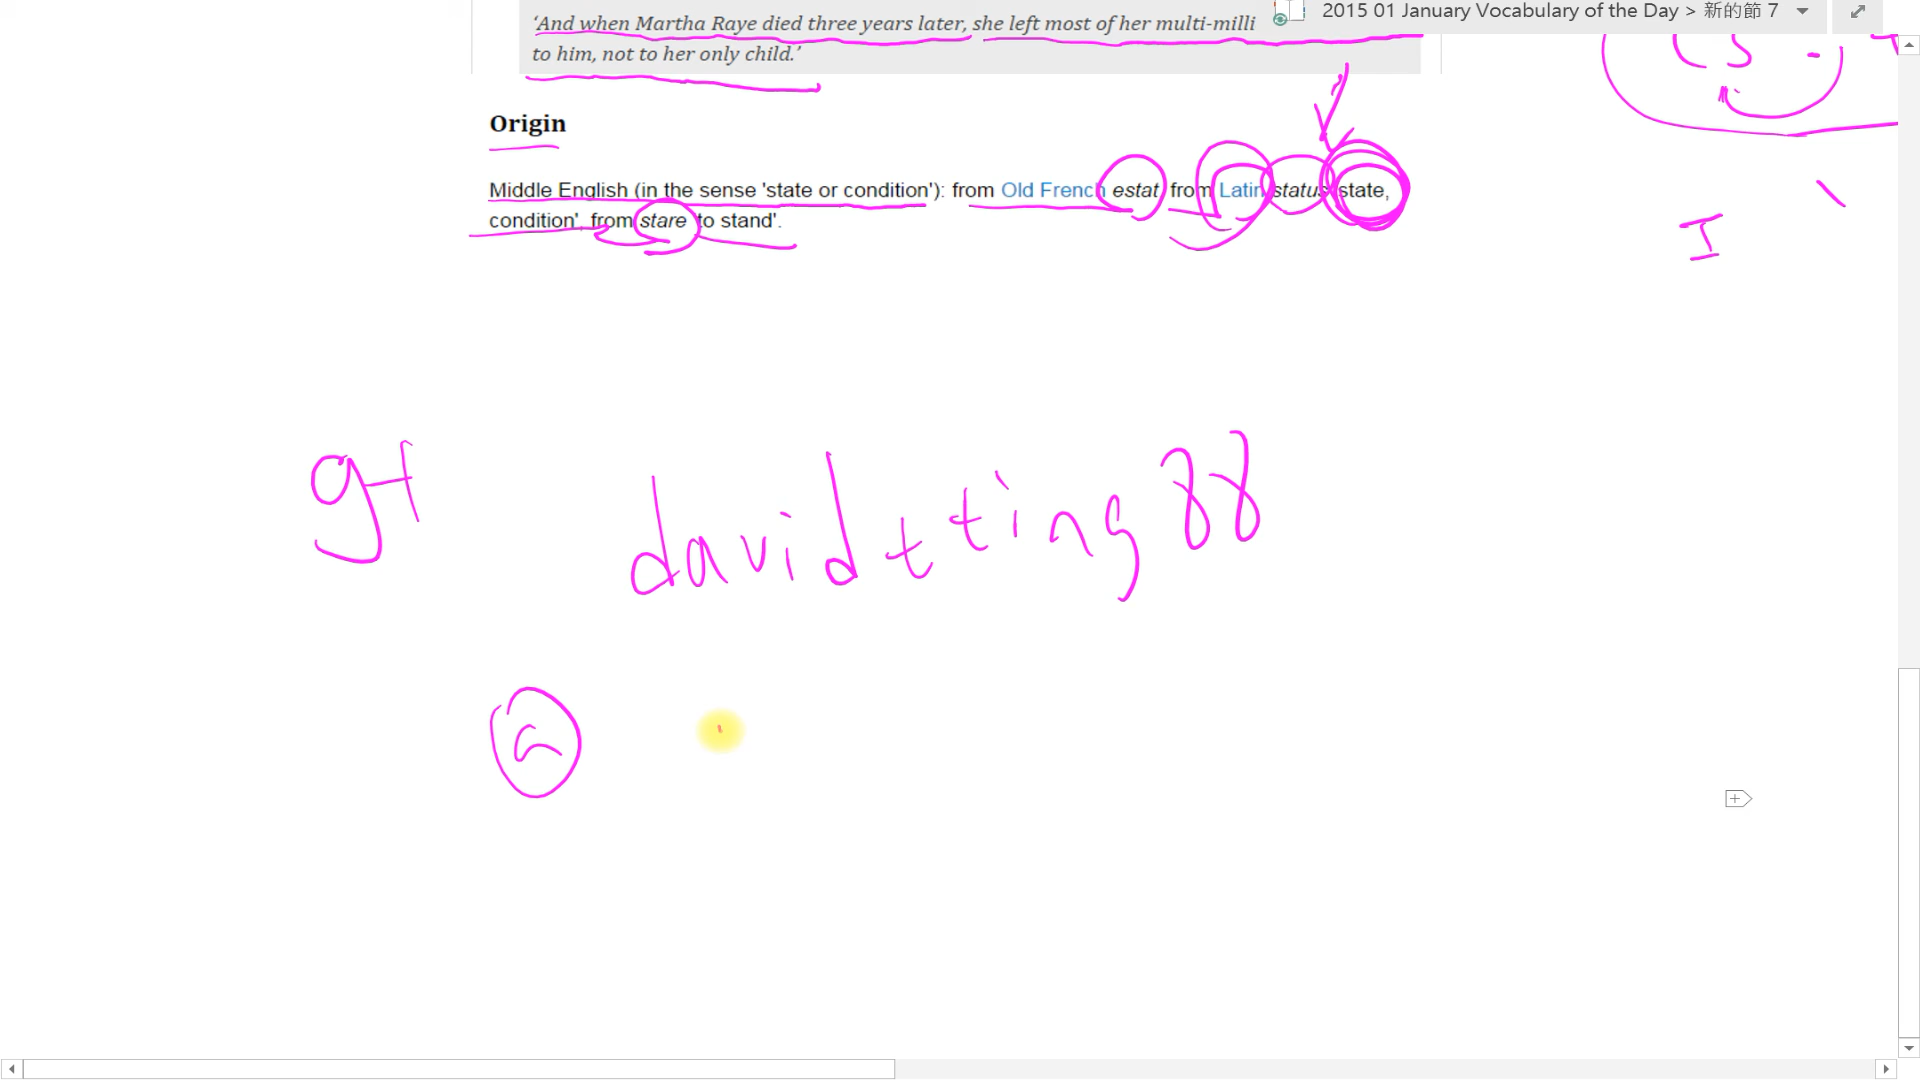 2015 01 January Vocabulary of the Day > 新的節 7
‘And when Martha Raye died three years later, she left most of her multi-milli
to him, not to her only child.’
Origin
Middle English (in the sense 'state or condition'): from Old French estat, from Latin status 'state,
condition', from stare 'to stand'.
I
davidtting88
@